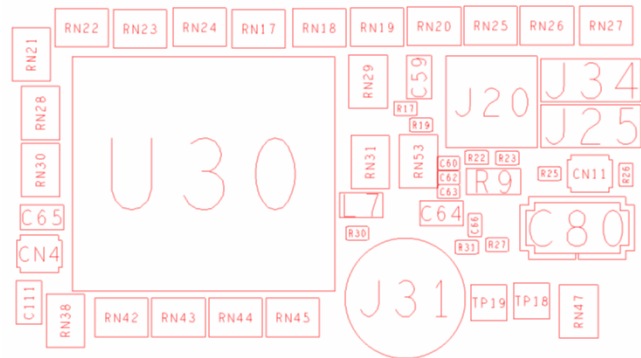 RN22 RN23 RN24 RN17 RN18 RN19 RN20 RN25 RN26 RN27
RN21
RN29
C59
J20
J34
RN28
R17
R19
J25
U30
RN30
RN31
RN53
C60
R22
R23
C62
C63
R9
R25
CN11
R26
L7
C65
C64
C66
C80
R30
R31
R27
CN4
J31
C111
RN38
RN42 RN43 RN44 RN45
TP19
TP18
RN47